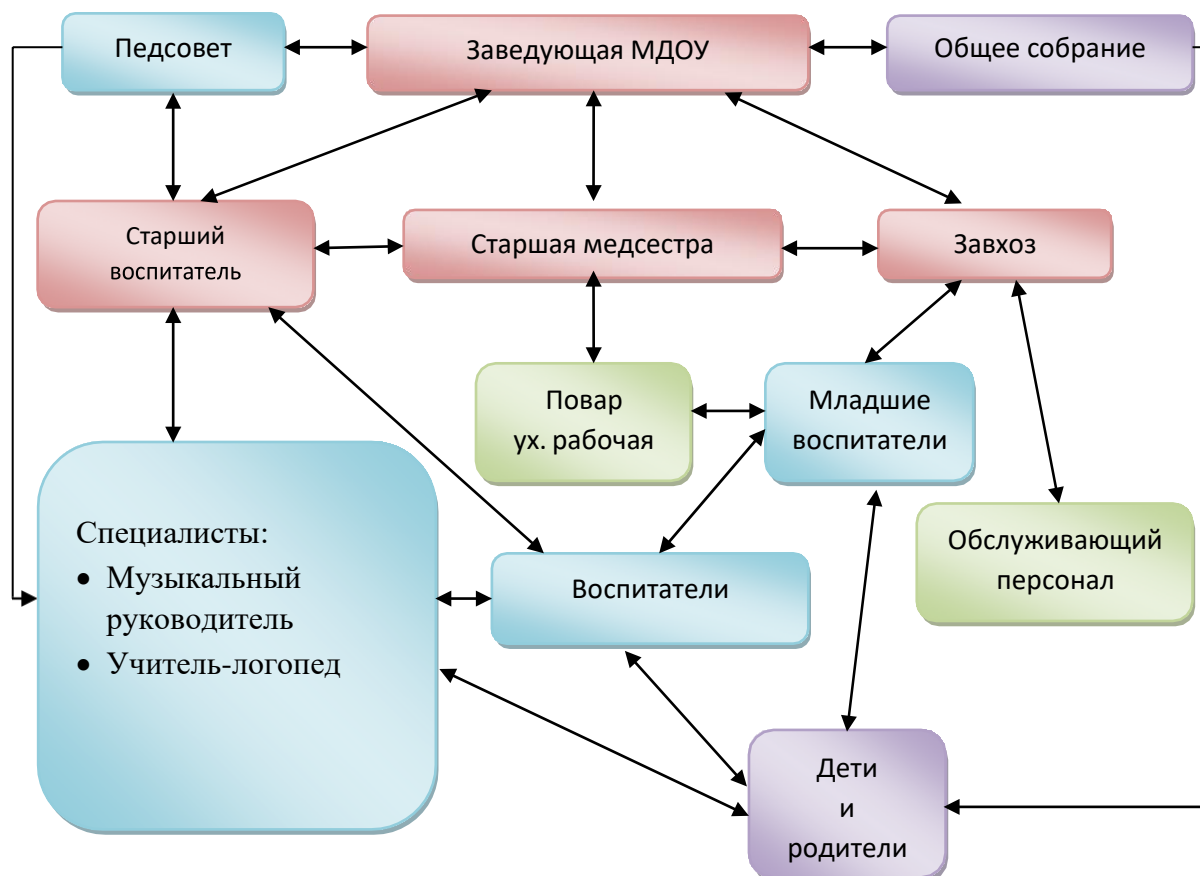 Педсовет
Заведующая МДОУ
Общее собрание
Старший
воспитатель
Старшая медсестра
Завхоз
Повар
ух. рабочая
Младшие
воспитатели
Специалисты:
• Музыкальный
руководитель
• Учитель-логопед
Воспитатели
Обслуживающий
персонал
Дети
и
родители